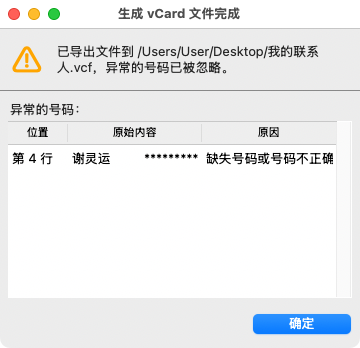 生成 vCard 文件完成
已导出文件到 /Users/User/Desktop/我的联系
人.vcf，异常的号码已被忽略。
异常的号码：
位置 原始内容 原因
第 4 行 谢灵运 ********* 缺失号码或号码不正确
确定